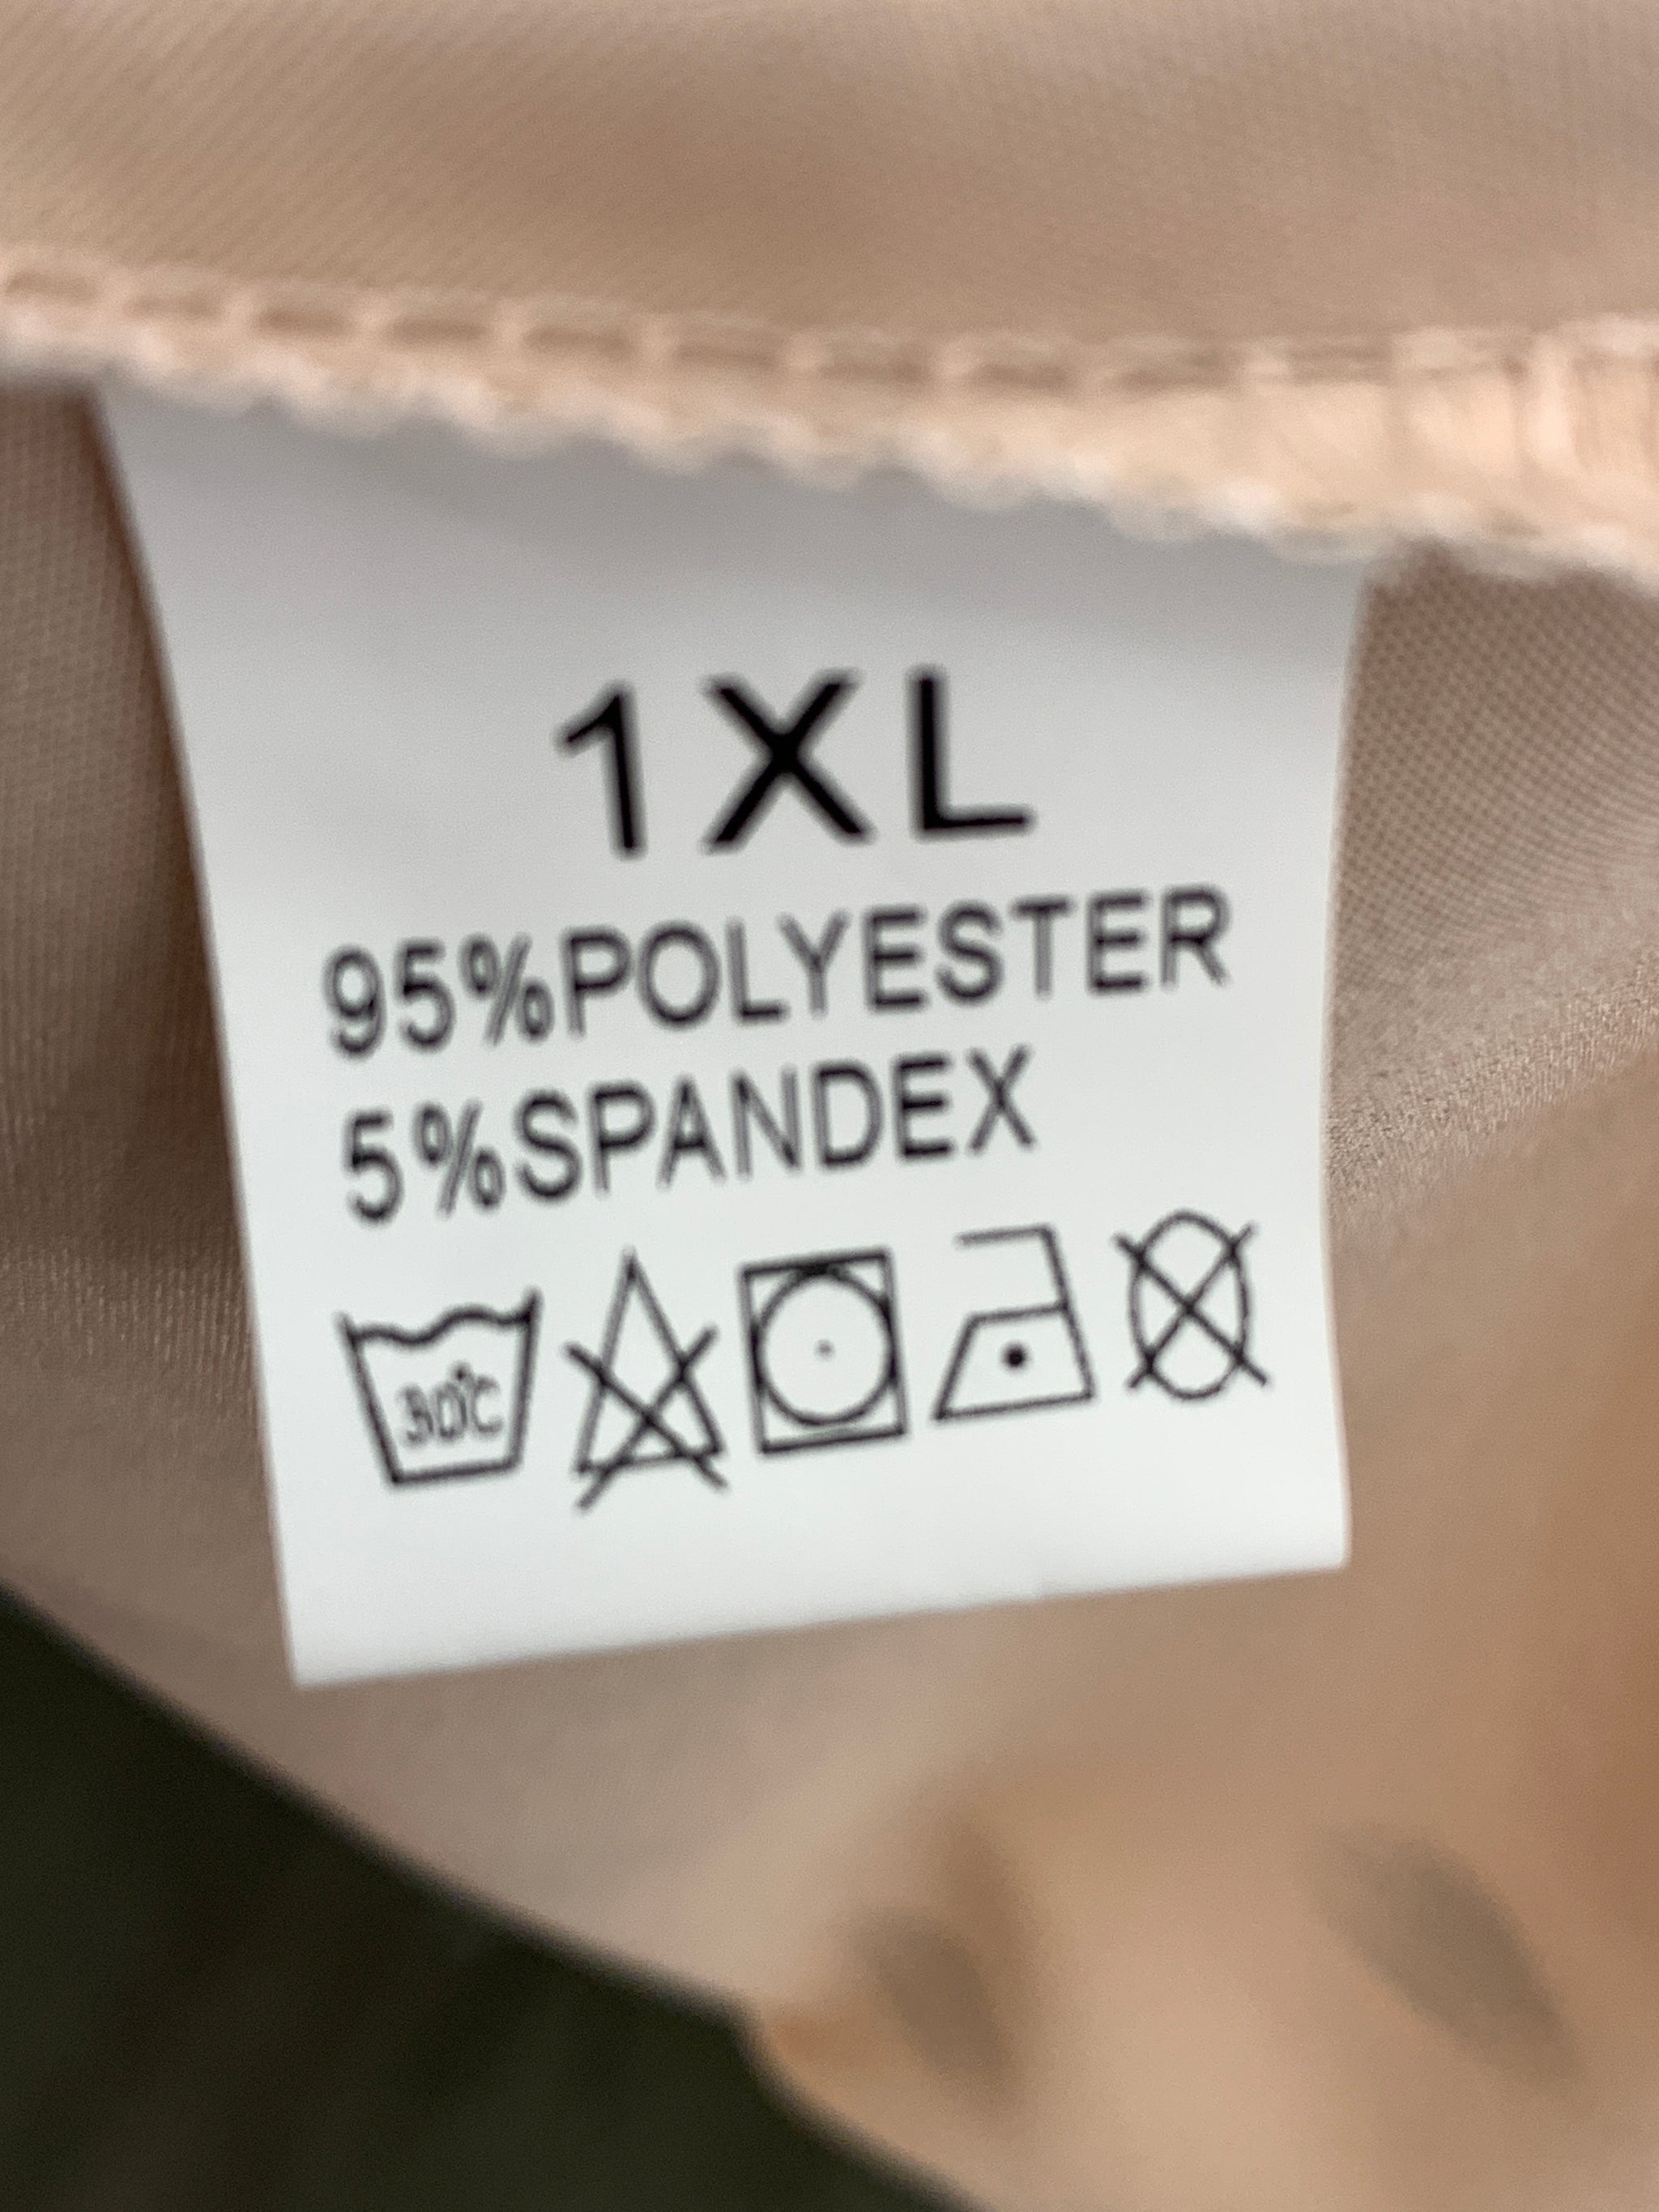 1XL
95%POLYESTER
5%SPANDEX
30°C